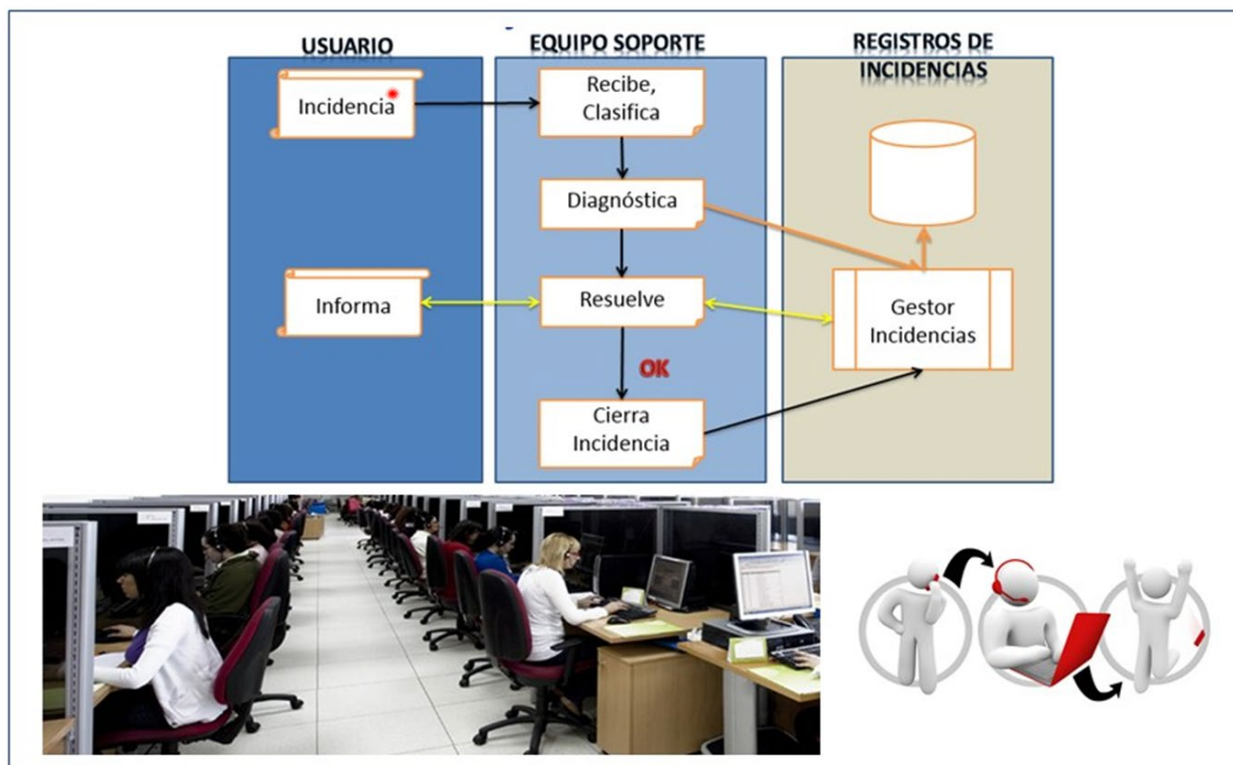 USUARIO
EQUIPO SOPORTE
REGISTROS DE
INCIDENCIAS
Incidencia
Recibe,
Clasifica
Diagnóstica
Informa
Resuelve
Gestor
Incidencias
OK
Cierra
Incidencia